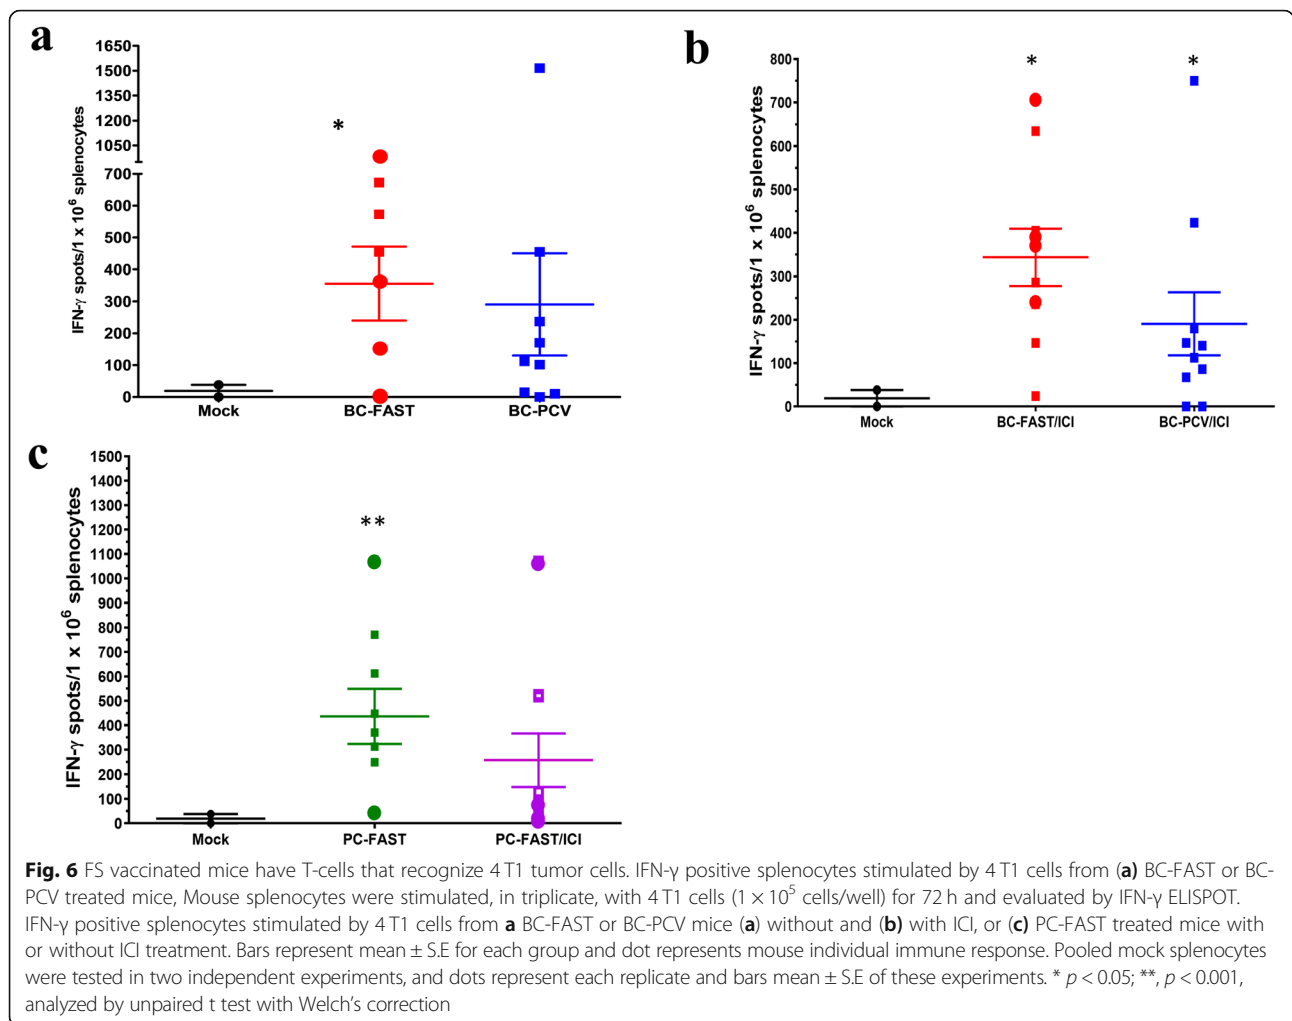 a
1650
1500
1350
1200
1050
700
600
500
400
300
200
100
0
IFN-γ spots/1 x 10⁶ splenocytes
*
Mock BC-FAST BC-PCV
b
800
700
600
500
400
300
200
100
0
IFN-γ spots/1 x 10⁶ splenocytes
* *
Mock BC-FAST/ICI BC-PCV/ICI
c
1500
1400
1300
1200
1100
1000
900
800
700
600
500
400
300
200
100
0
IFN-γ spots/1 x 10⁶ splenocytes
**
Mock PC-FAST PC-FAST/ICI
Fig. 6 FS vaccinated mice have T-cells that recognize 4 T1 tumor cells. IFN-γ positive splenocytes stimulated by 4 T1 cells from (a) BC-FAST or BC-
PCV treated mice, Mouse splenocytes were stimulated, in triplicate, with 4 T1 cells (1 × 10⁵ cells/well) for 72 h and evaluated by IFN-γ ELISPOT.
IFN-γ positive splenocytes stimulated by 4 T1 cells from a BC-FAST or BC-PCV mice (a) without and (b) with ICI, or (c) PC-FAST treated mice with
or without ICI treatment. Bars represent mean ± S.E for each group and dot represents mouse individual immune response. Pooled mock splenocytes
were tested in two independent experiments, and dots represent each replicate and bars mean ± S.E of these experiments. * p < 0.05; **, p < 0.001,
analyzed by unpaired t test with Welch's correction